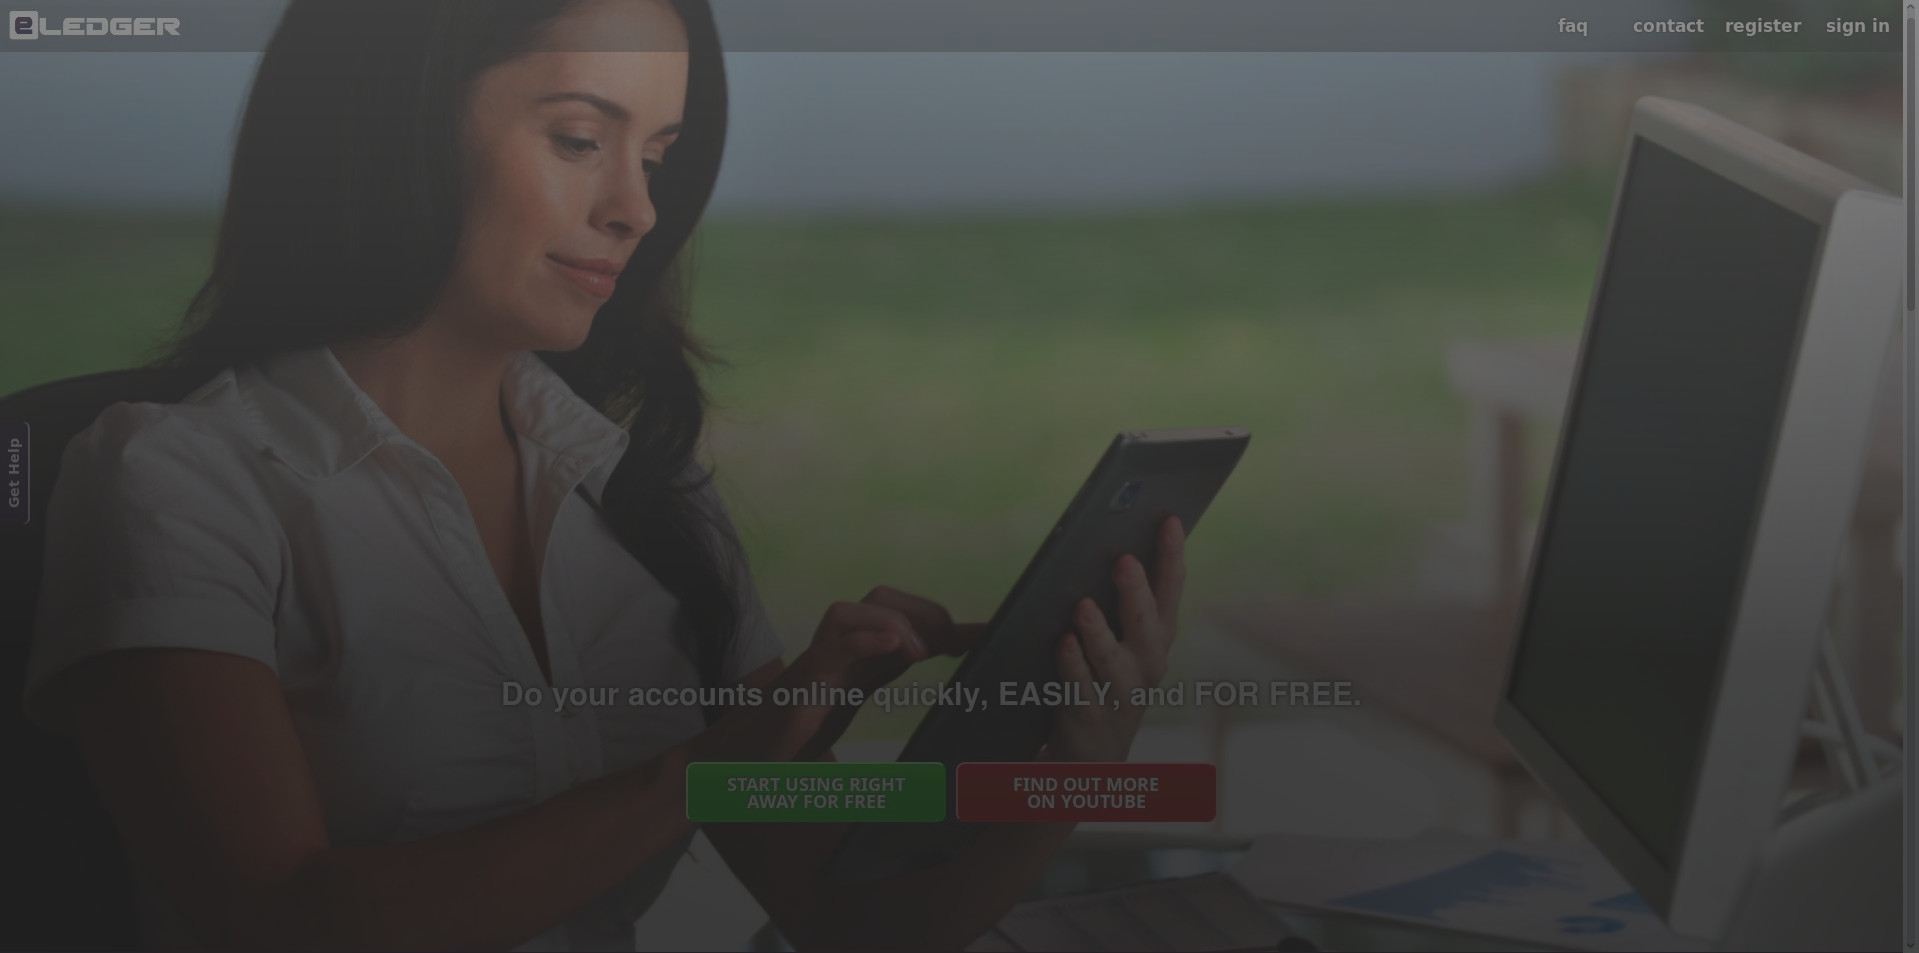 eLEDGER
faq contact register sign in
Get Help
Do your accounts online quickly, EASILY, and FOR FREE.
START USING RIGHT
AWAY FOR FREE
FIND OUT MORE
ON YOUTUBE